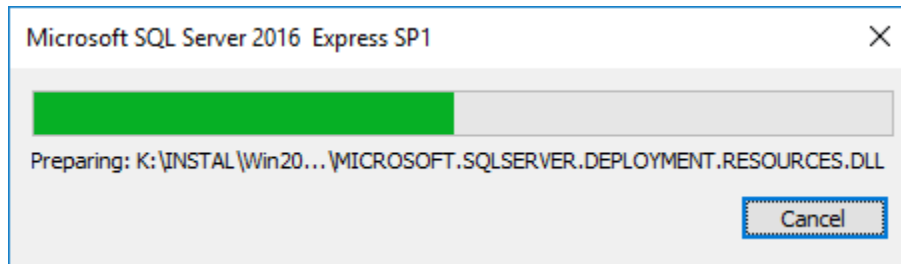 Microsoft SQL Server 2016  Express SP1
Preparing: K:\INSTAL\Win20...\MICROSOFT.SQLSERVER.DEPLOYMENT.RESOURCES.DLL
Cancel